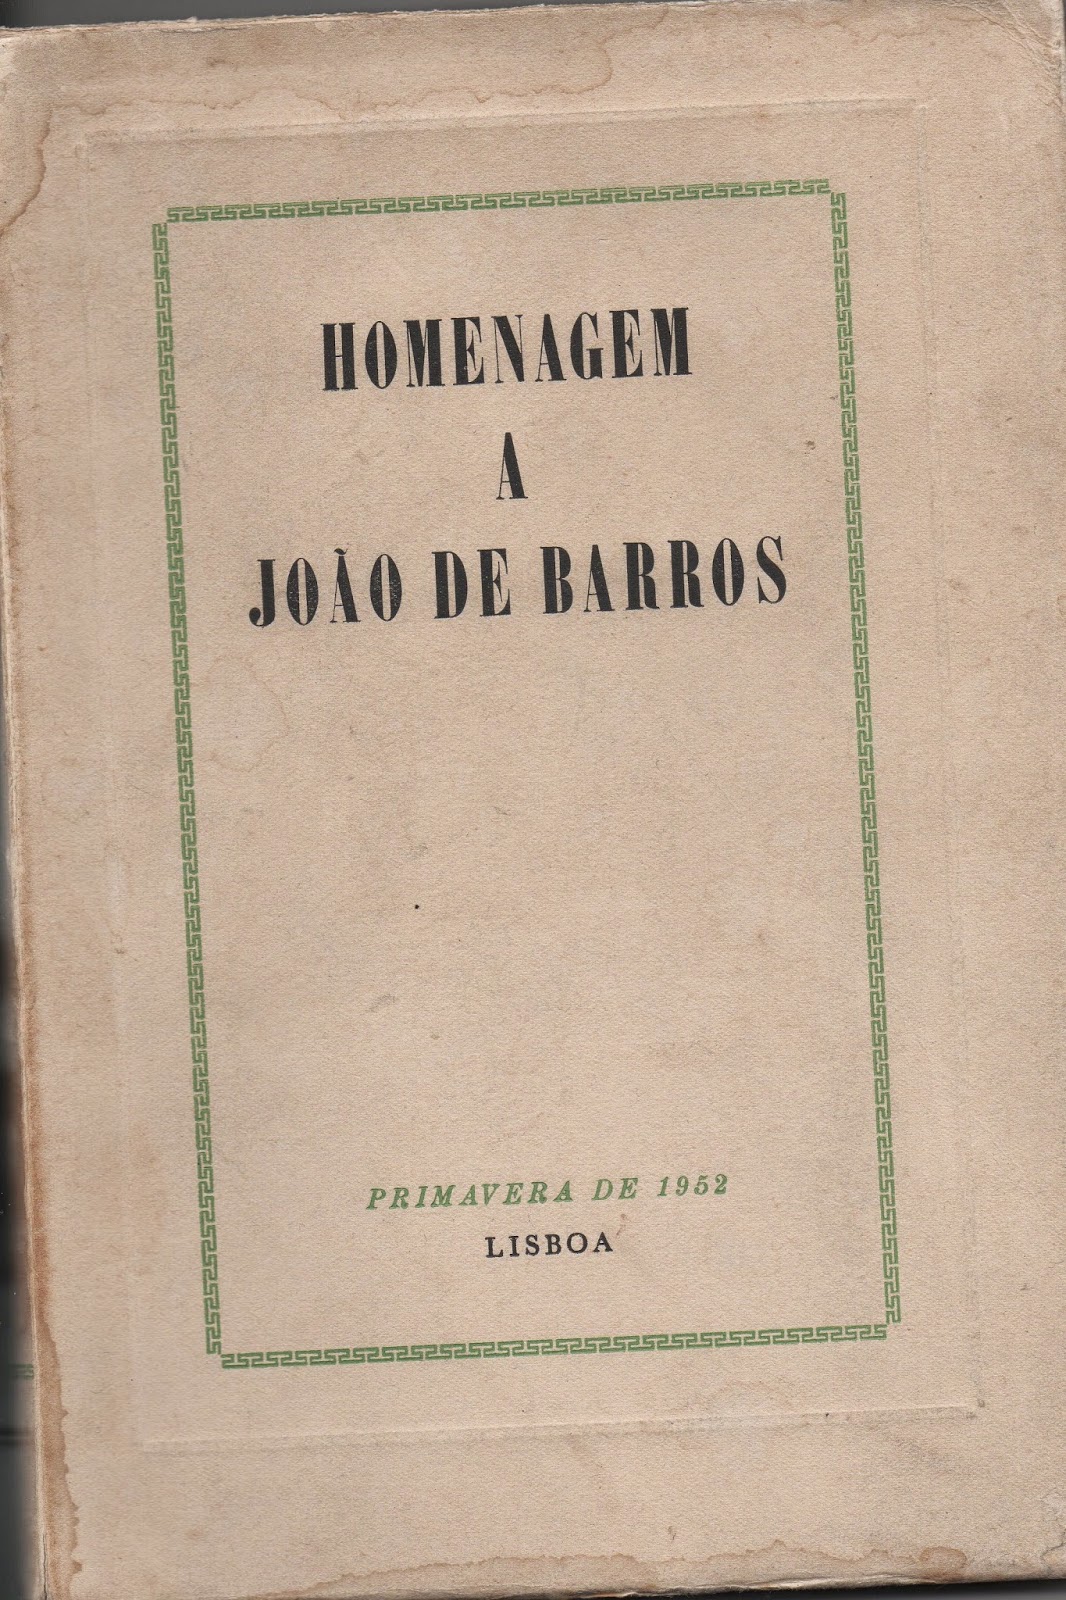 HOMENAGEM
A
JOÃO DE BARROS
PRIMAVERA DE 1952
LISBOA